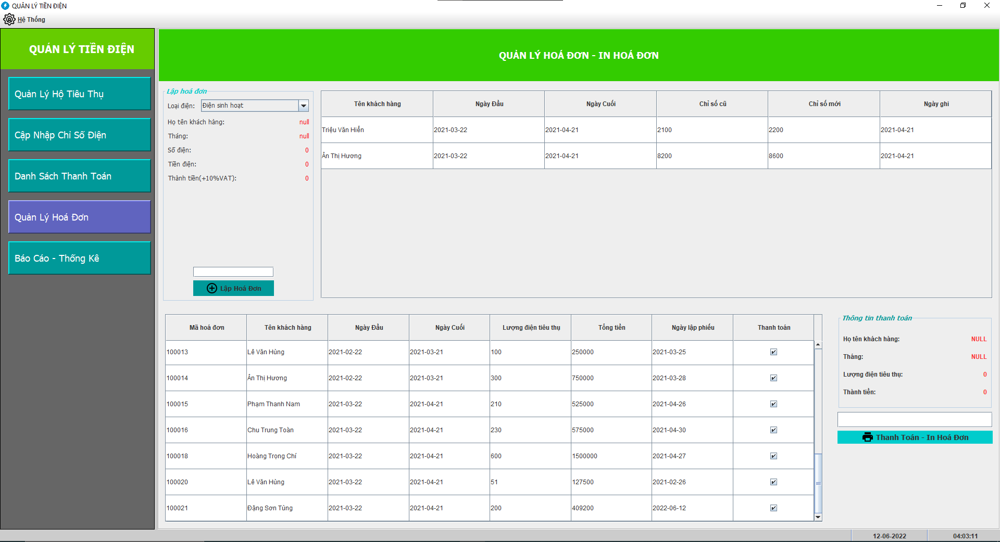 QUẢN LÝ TIỀN ĐIỆN
Hệ Thống
QUẢN LÝ TIỀN ĐIỆN
Quản Lý Hộ Tiêu Thụ
Cập Nhập Chỉ Số Điện
Danh Sách Thanh Toán
Quản Lý Hoá Đơn
Báo Cáo - Thống Kê
QUẢN LÝ HOÁ ĐƠN - IN HOÁ ĐƠN
Lập hoá đơn
Loại điện: Điện sinh hoạt
Họ tên khách hàng: null
Tháng: null
Số điện: 0
Tiền điện: 0
Thành tiền(+10%VAT): 0
Lập Hoá Đơn
Tên khách hàng Ngày Đầu Ngày Cuối Chỉ số cũ Chỉ số mới Ngày ghi
Triệu Văn Hiển 2021-03-22 2021-04-21 2100 2200 2021-04-21
Ân Thị Hương 2021-03-22 2021-04-21 8200 8600 2021-04-21
Mã hoá đơn Tên khách hàng Ngày Đầu Ngày Cuối Lượng điện tiêu thụ Tổng tiền Ngày lập phiếu Thanh toán
100013 Lê Văn Hùng 2021-02-22 2021-03-21 100 250000 2021-03-25
100014 Ân Thị Hương 2021-02-22 2021-03-21 300 750000 2021-03-28
100015 Phạm Thanh Nam 2021-03-22 2021-04-21 210 525000 2021-04-26
100016 Chu Trung Toàn 2021-03-22 2021-04-21 230 575000 2021-04-30
100018 Hoàng Trọng Chí 2021-03-22 2021-04-21 600 1500000 2021-04-27
100020 Lê Văn Hùng 2021-03-22 2021-04-21 51 127500 2021-02-26
100021 Đặng Sơn Tùng 2021-03-22 2021-04-21 200 409200 2022-06-12
Thông tin thanh toán
Họ tên khách hàng: NULL
Tháng: NULL
Lượng điện tiêu thụ: 0
Thành tiền: 0
Thanh Toán - In Hoá Đơn
12-06-2022 04:03:11